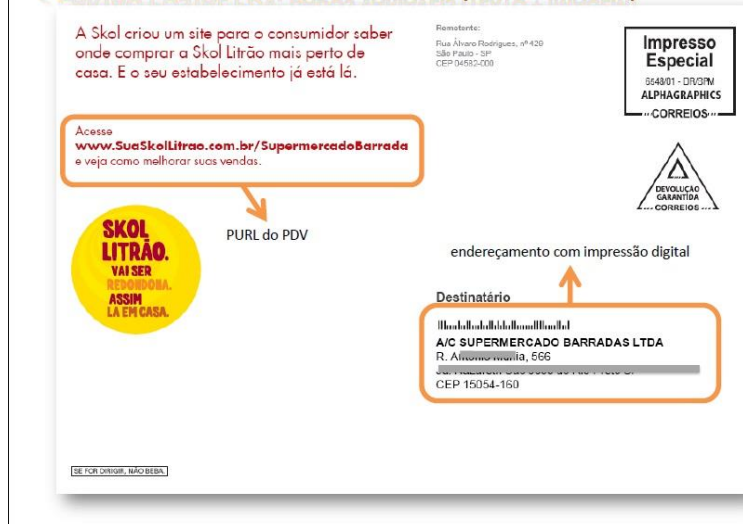 A Skol criou um site para o consumidor saber
onde comprar a Skol Litrão mais perto de
casa. E o seu estabelecimento já está lá.
Remetente:
Rua Álvaro Rodrigues, nº 420
São Paulo - SP
CEP 04582-000
Impresso
Especial
ALPHAGRAPHICS
CORREIOS
Acesse
www.SuaSkolLitrao.com.br/SupermercadoBarrada
e veja como melhorar suas vendas.
DEVOLUÇÃO
GARANTIDA
CORREIOS
SKOL
LITRÃO.
VAI SER
REDONDONA.
ASSIM
LÁ EM CASA.
PURL do PDV
endereçamento com impressão digital
Destinatário
A/C SUPERMERCADO BARRADAS LTDA
R. 566
CEP 15054-160
SE FOR DIRIGIR, NÃO BEBA.